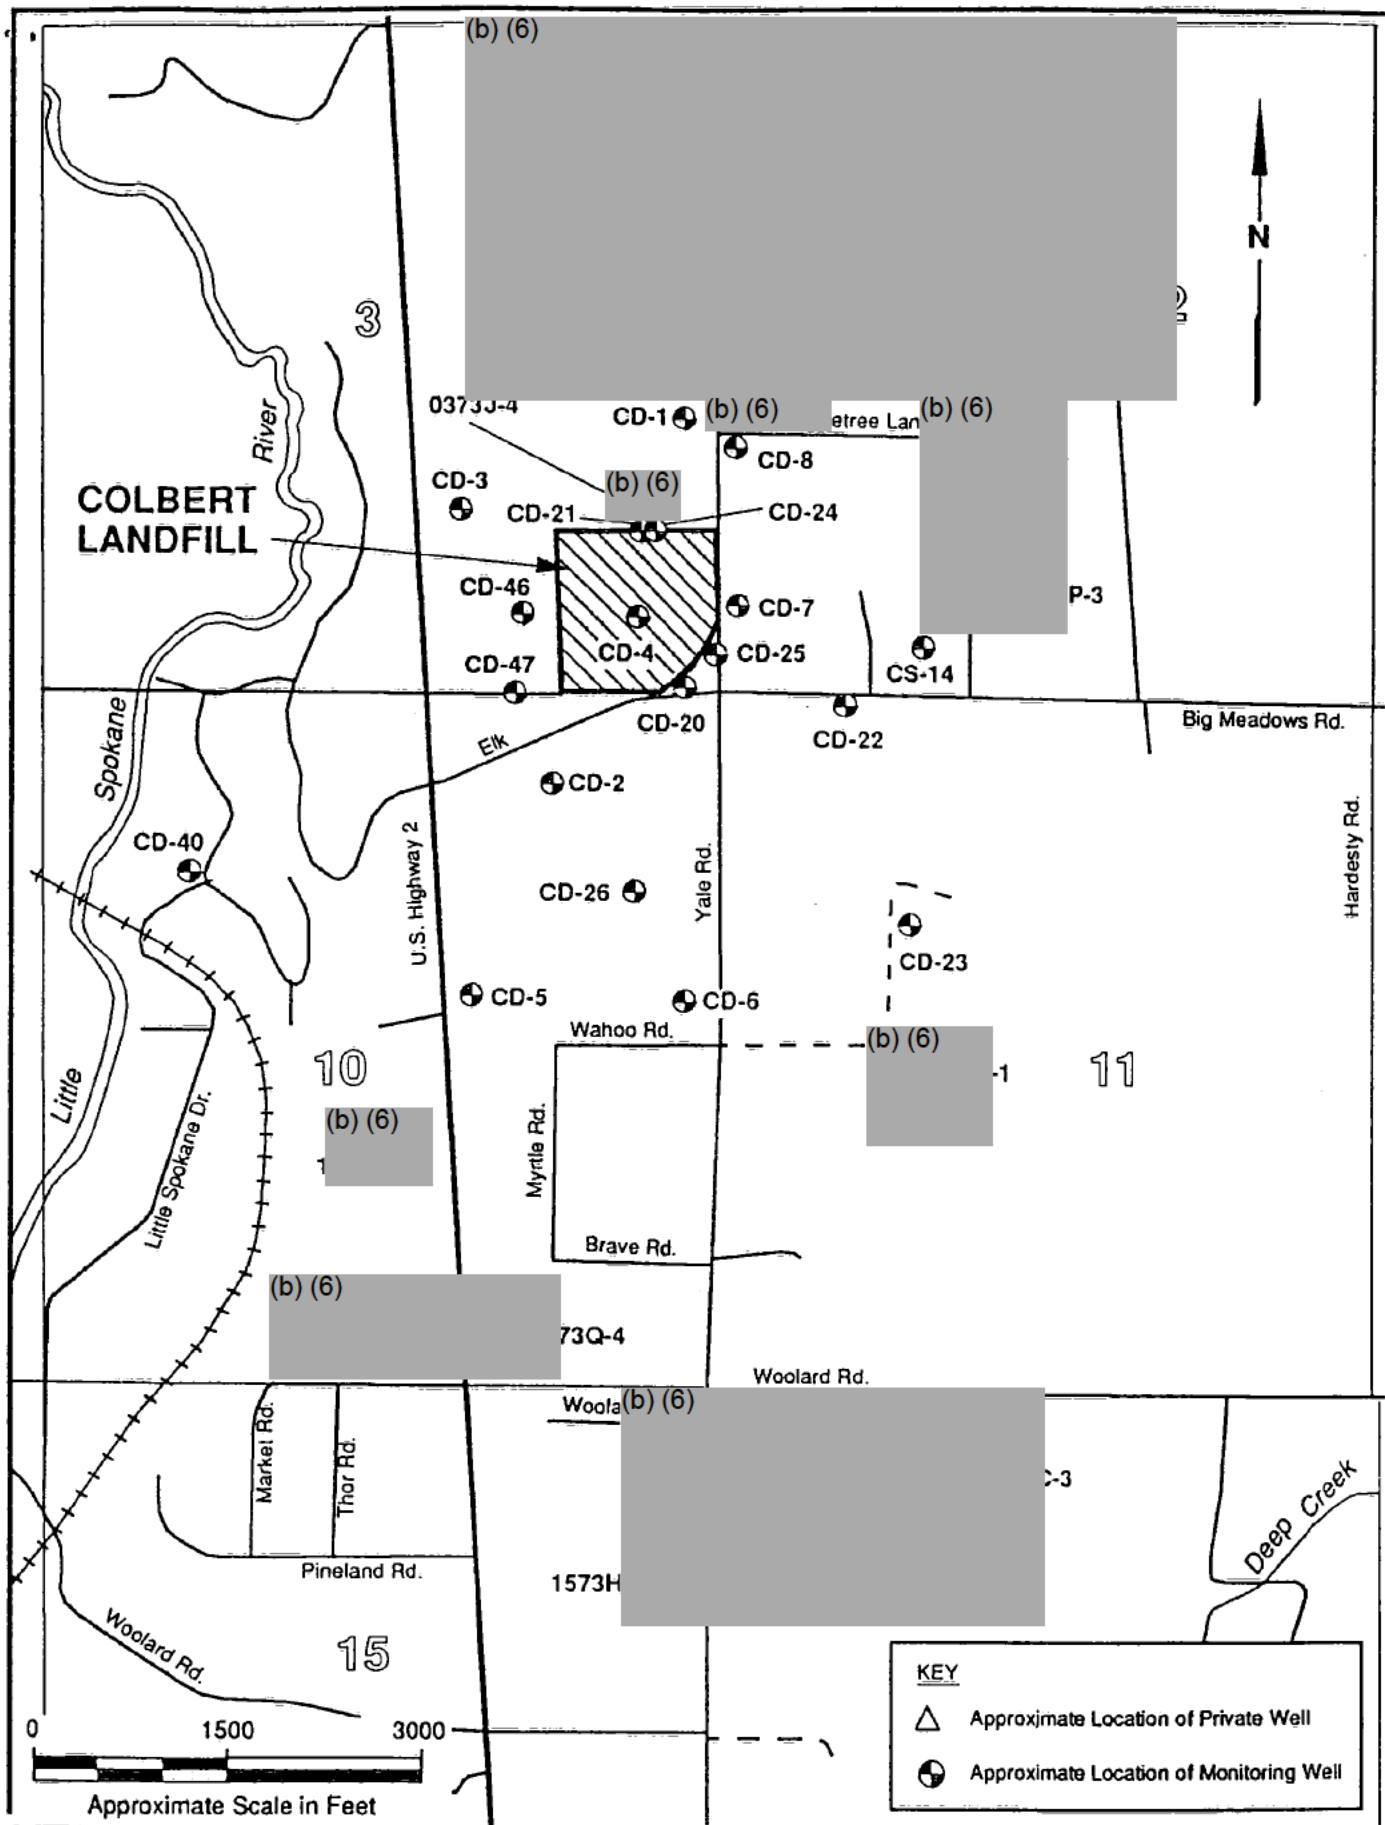 (b) (6)
N
3
0373J-4
CD-1
(b) (6)
etree Lan
(b) (6)
CD-8
River
CD-3
(b) (6)
COLBERT
LANDFILL
CD-21
CD-24
CD-46
CD-7
P-3
CD-4
CD-25
CD-47
CS-14
CD-20
CD-22
Big Meadows Rd.
Elk
Spokane
CD-2
CD-40
U.S. Highway 2
Yale Rd.
Hardesty Rd.
CD-26
CD-23
CD-5
CD-6
Wahoo Rd.
(b) (6)
-1
10
11
Little
Little Spokane Dr.
(b) (6)
Myrtle Rd.
Brave Rd.
(b) (6)
73Q-4
Woolard Rd.
Woola
(b) (6)
Market Rd.
Thor Rd.
-3
Deep Creek
Pineland Rd.
1573H
Woolard Rd.
15
KEY
Approximate Location of Private Well
Approximate Location of Monitoring Well
0 1500 3000
Approximate Scale in Feet